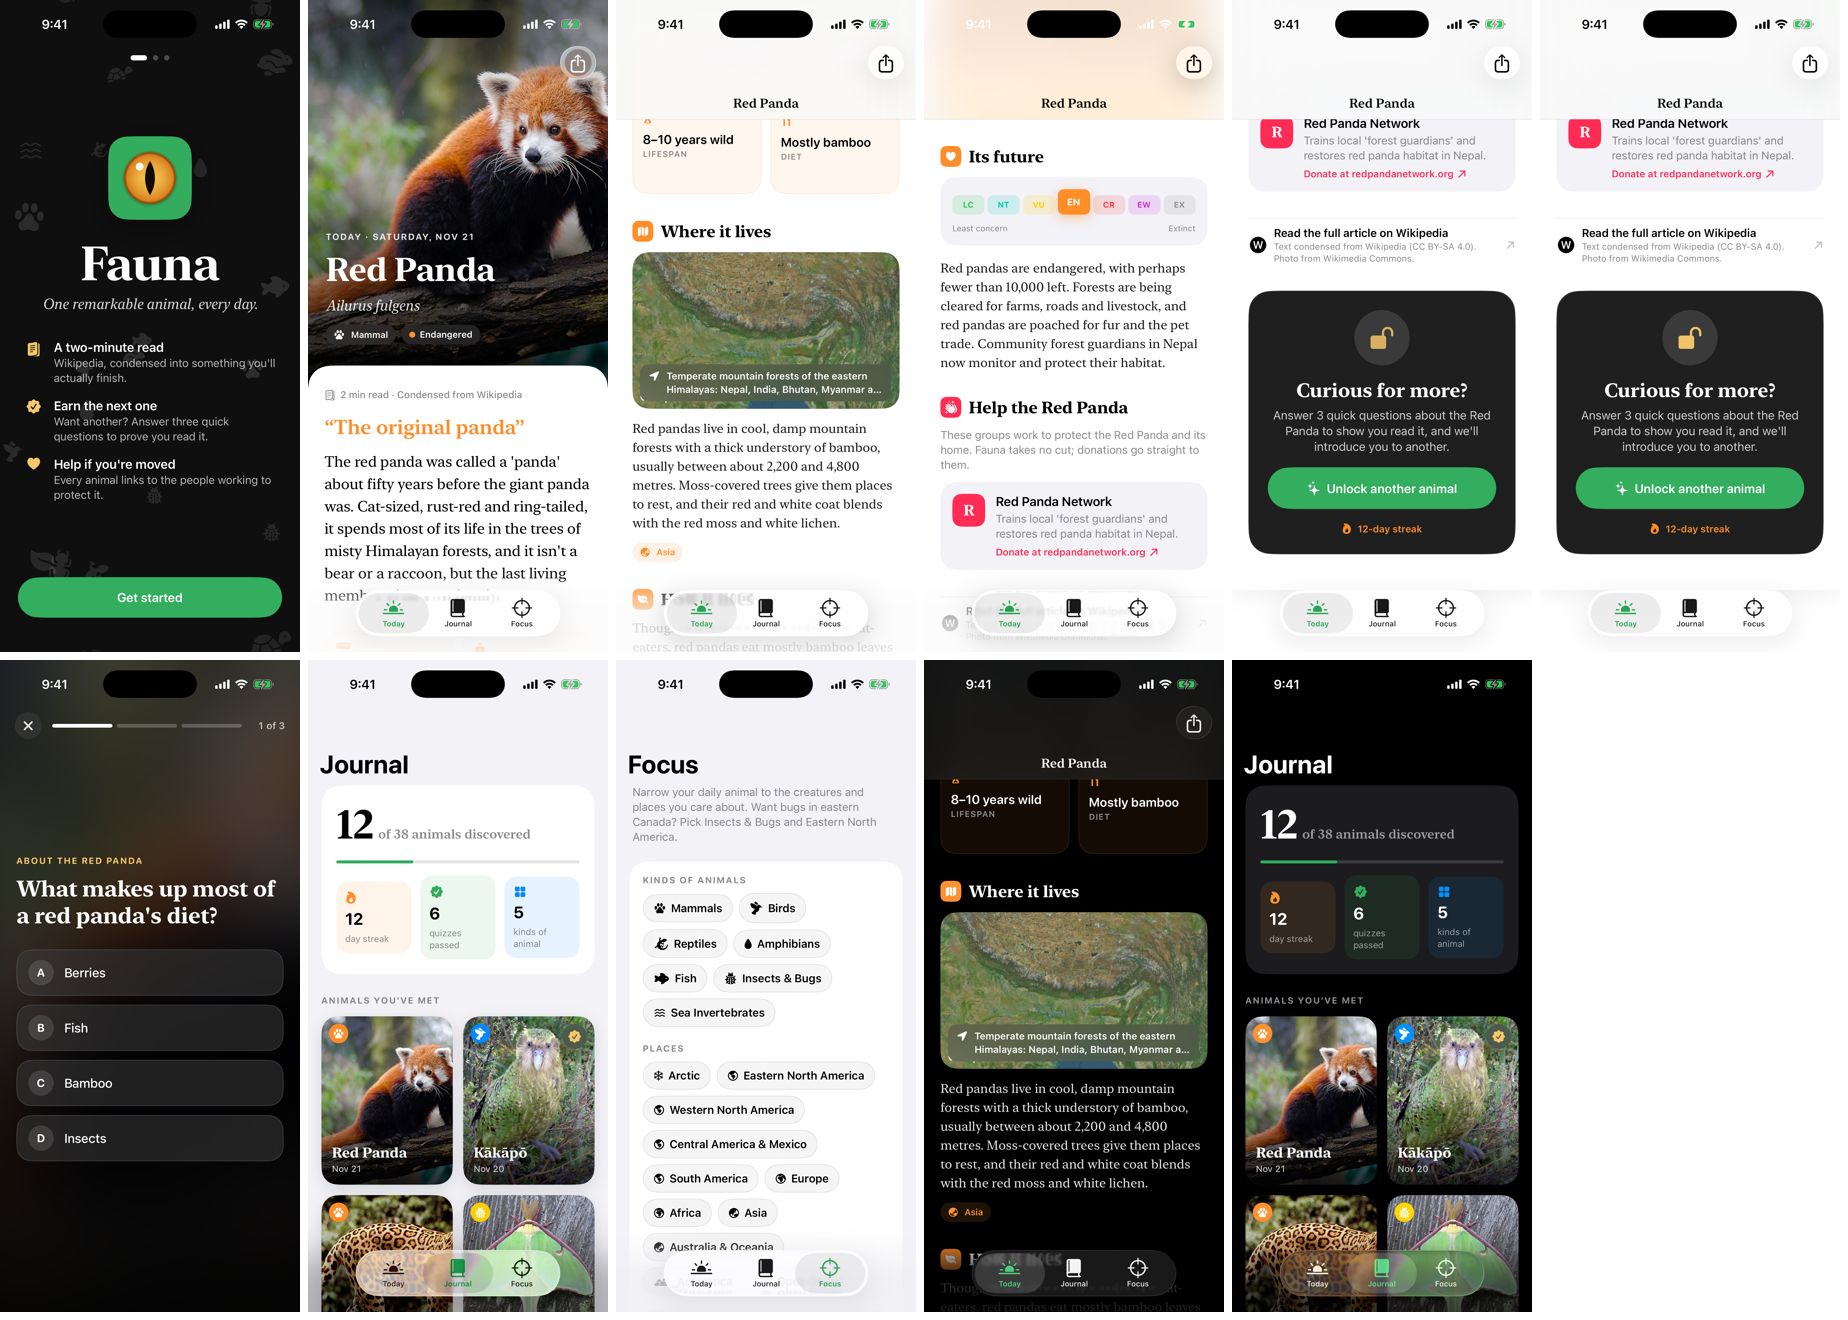 9:41
Fauna
One remarkable animal, every day.
A two-minute read
Wikipedia, condensed into something you'll
actually finish.
Earn the next one
Want another? Answer three quick
questions to prove you read it.
Help if you're moved
Every animal links to the people working to
protect it.
Get started
9:41
TODAY · SATURDAY, NOV 21
Red Panda
Ailurus fulgens
Mammal
Endangered
2 min read · Condensed from Wikipedia
“The original panda”
The red panda was called a 'panda'
about fifty years before the giant panda
was. Cat-sized, rust-red and ring-tailed,
it spends most of its life in the trees of
misty Himalayan forests, and it isn't a
bear or a raccoon, but the last living
Today
Journal
Focus
9:41
Red Panda
8–10 years wild
LIFESPAN
Mostly bamboo
DIET
Where it lives
Temperate mountain forests of the eastern
Himalayas: Nepal, India, Bhutan, Myanmar a...
Red pandas live in cool, damp mountain
forests with a thick understory of bamboo,
usually between about 2,200 and 4,800
metres. Moss-covered trees give them places
to rest, and their red and white coat blends
with the red moss and white lichen.
Asia
eaters, red pandas eat mostly bamboo leaves
Today
Journal
Focus
9:41
Red Panda
Its future
LC
NT
VU
EN
CR
EW
EX
Least concern
Extinct
Red pandas are endangered, with perhaps
fewer than 10,000 left. Forests are being
cleared for farms, roads and livestock, and
red pandas are poached for fur and the pet
trade. Community forest guardians in Nepal
now monitor and protect their habitat.
Help the Red Panda
These groups work to protect the Red Panda and its
home. Fauna takes no cut; donations go straight to
them.
R
Red Panda Network
Trains local 'forest guardians' and
restores red panda habitat in Nepal.
Donate at redpandanetwork.org
W
Today
Journal
Focus
9:41
Red Panda
R
Red Panda Network
Trains local 'forest guardians' and
restores red panda habitat in Nepal.
Donate at redpandanetwork.org
W
Read the full article on Wikipedia
Text condensed from Wikipedia (CC BY-SA 4.0).
Photo from Wikimedia Commons.
Curious for more?
Answer 3 quick questions about the Red
Panda to show you read it, and we'll
introduce you to another.
Unlock another animal
12-day streak
Today
Journal
Focus
9:41
Red Panda
R
Red Panda Network
Trains local 'forest guardians' and
restores red panda habitat in Nepal.
Donate at redpandanetwork.org
W
Read the full article on Wikipedia
Text condensed from Wikipedia (CC BY-SA 4.0).
Photo from Wikimedia Commons.
Curious for more?
Answer 3 quick questions about the Red
Panda to show you read it, and we'll
introduce you to another.
Unlock another animal
12-day streak
Today
Journal
Focus
9:41
1 of 3
ABOUT THE RED PANDA
What makes up most of
a red panda's diet?
A Berries
B Fish
C Bamboo
D Insects
9:41
Journal
12 of 38 animals discovered
12
day streak
6
quizzes
passed
5
kinds of
animal
ANIMALS YOU'VE MET
Red Panda
Nov 21
Kākāpō
Nov 20
Today
Journal
Focus
9:41
Focus
Narrow your daily animal to the creatures and
places you care about. Want bugs in eastern
Canada? Pick Insects & Bugs and Eastern North
America.
KINDS OF ANIMALS
Mammals
Birds
Reptiles
Amphibians
Fish
Insects & Bugs
Sea Invertebrates
PLACES
Arctic
Eastern North America
Western North America
Central America & Mexico
South America
Europe
Africa
Asia
Australia & Oceania
Today
Journal
Focus
9:41
Red Panda
8–10 years wild
LIFESPAN
Mostly bamboo
DIET
Where it lives
Temperate mountain forests of the eastern
Himalayas: Nepal, India, Bhutan, Myanmar a...
Red pandas live in cool, damp mountain
forests with a thick understory of bamboo,
usually between about 2,200 and 4,800
metres. Moss-covered trees give them places
to rest, and their red and white coat blends
with the red moss and white lichen.
Asia
eaters, red pandas eat mostly bamboo leaves
Today
Journal
Focus
9:41
Journal
12 of 38 animals discovered
12
day streak
6
quizzes
passed
5
kinds of
animal
ANIMALS YOU'VE MET
Red Panda
Nov 21
Kākāpō
Nov 20
Today
Journal
Focus